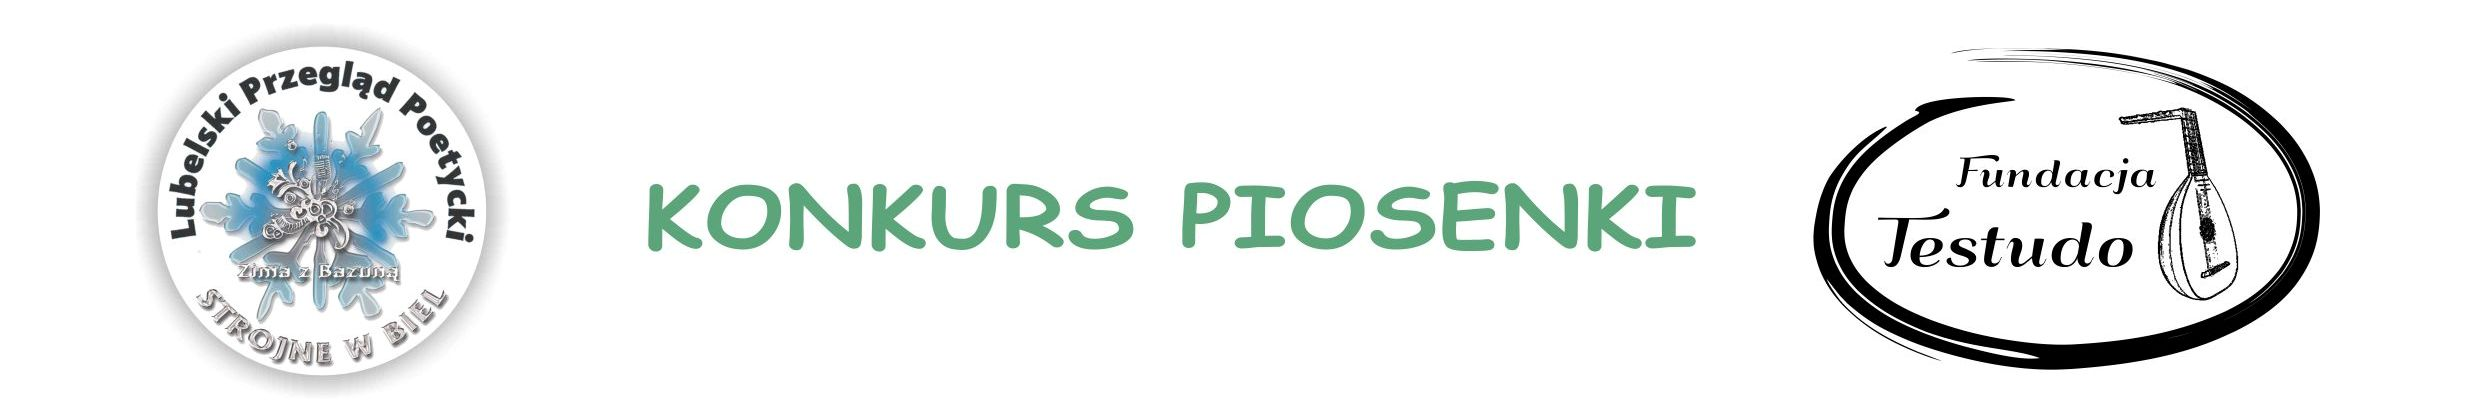 Lubelski Przegląd Poetycki
Zima z Bazuną
STROJNE W BIEL
KONKURS PIOSENKI
Fundacja
Testudo